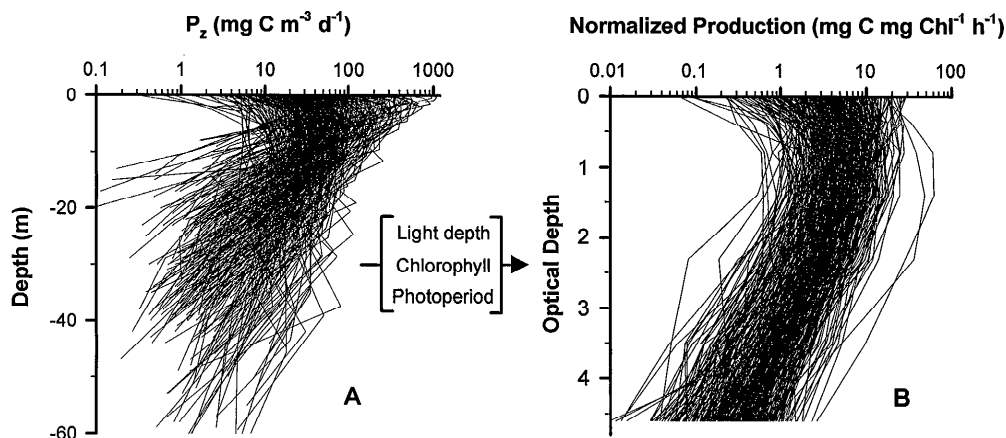 P_z (mg C m⁻³ d⁻¹)
0.1 1 10 100 1000
0
-20
-40
-60
Depth (m)
A
Light depth
Chlorophyll
Photoperiod
Normalized Production (mg C mg Chl⁻¹ h⁻¹)
0.01 0.1 1 10 100
0
1
2
3
4
Optical Depth
B